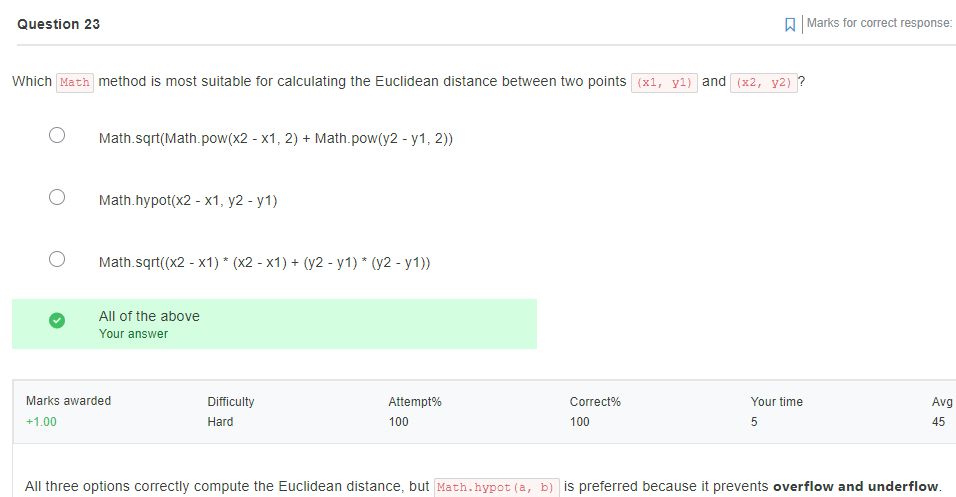 Question 23
Marks for correct response:
Which Math method is most suitable for calculating the Euclidean distance between two points (x1, y1) and (x2, y2)?
Math.sqrt(Math.pow(x2 - x1, 2) + Math.pow(y2 - y1, 2))
Math.hypot(x2 - x1, y2 - y1)
Math.sqrt((x2 - x1) * (x2 - x1) + (y2 - y1) * (y2 - y1))
All of the above
Your answer
Marks awarded Difficulty Attempt% Correct% Your time Avg
+1.00 Hard 100 100 5 45
All three options correctly compute the Euclidean distance, but Math.hypot(a, b) is preferred because it prevents overflow and underflow.